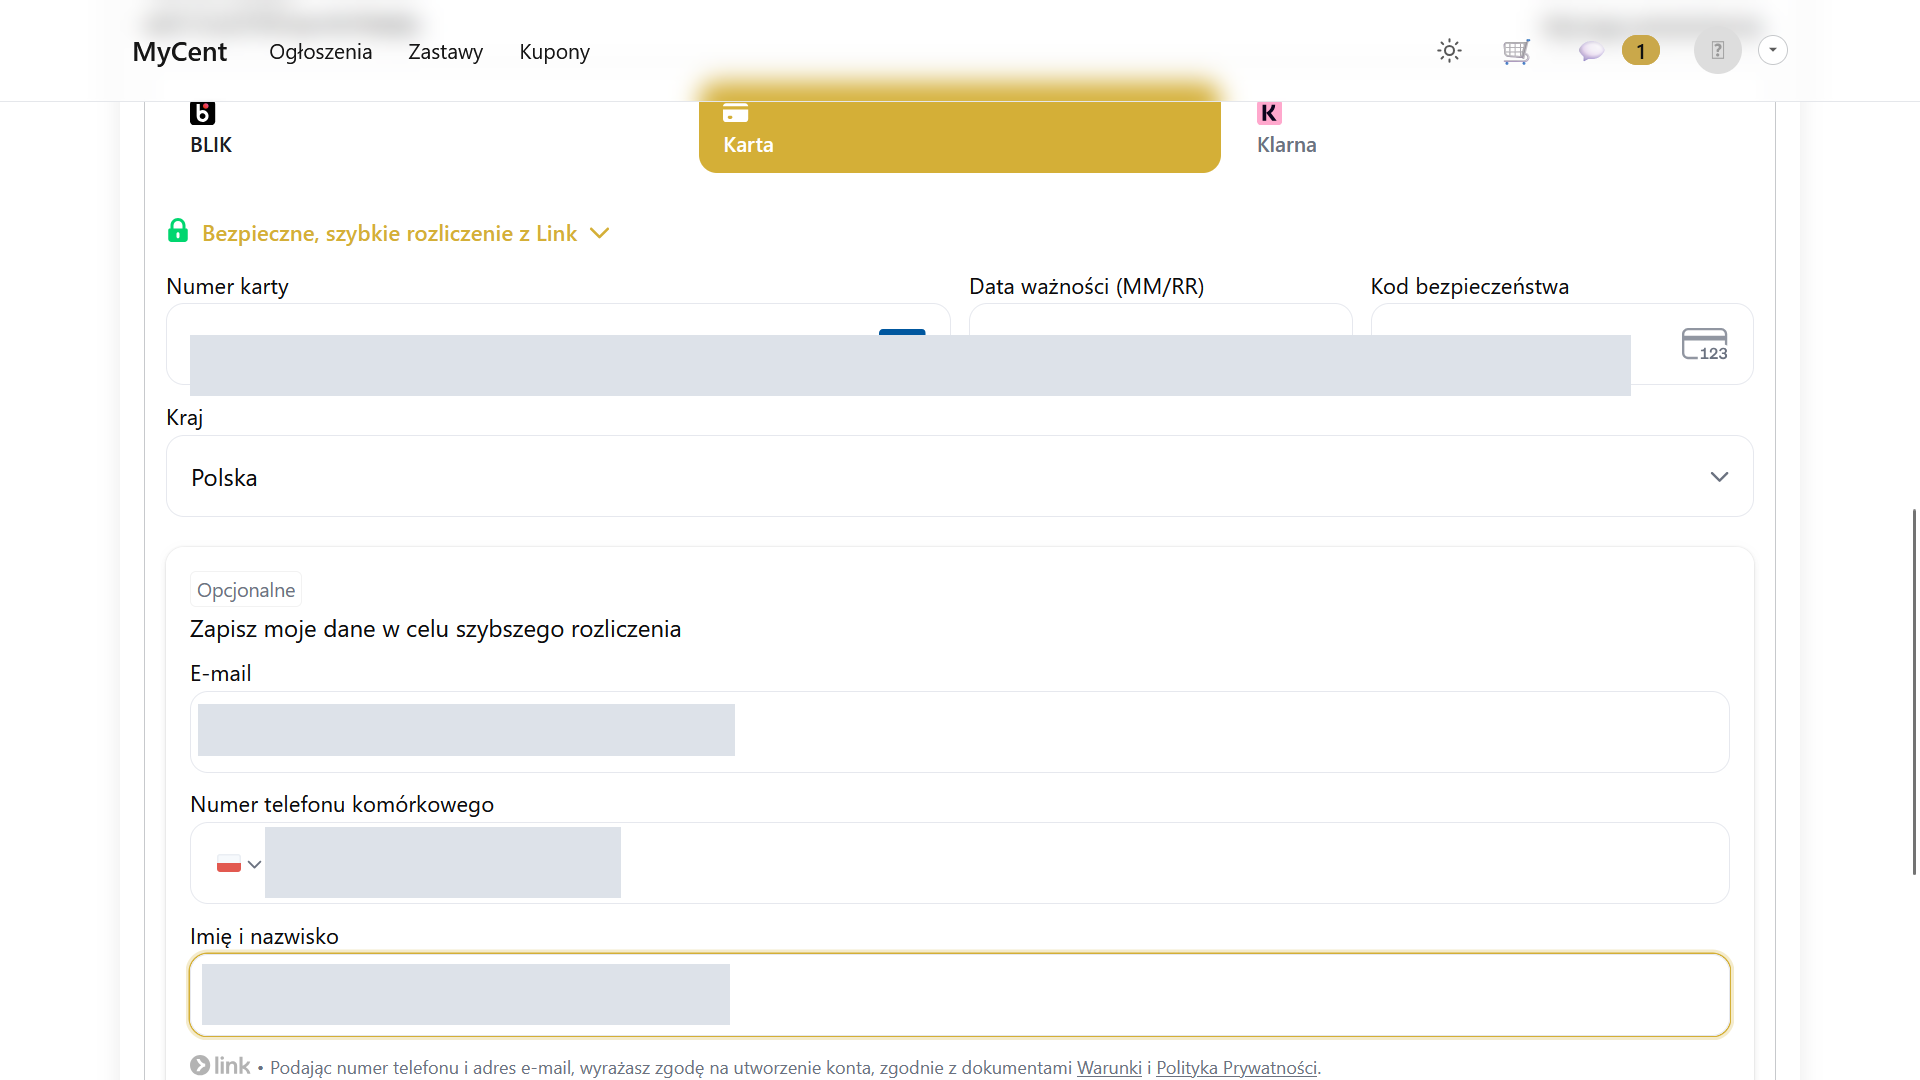 MyCent Ogłoszenia Zastawy Kupony 1
BLIK Karta Klarna
Bezpieczne, szybkie rozliczenie z Link
Numer karty Data ważności (MM/RR) Kod bezpieczeństwa
123
Kraj
Polska
Opcjonalne
Zapisz moje dane w celu szybszego rozliczenia
E-mail
Numer telefonu komórkowego
Imię i nazwisko
link • Podając numer telefonu i adres e-mail, wyrażasz zgodę na utworzenie konta, zgodnie z dokumentami Warunki i Polityka Prywatności.